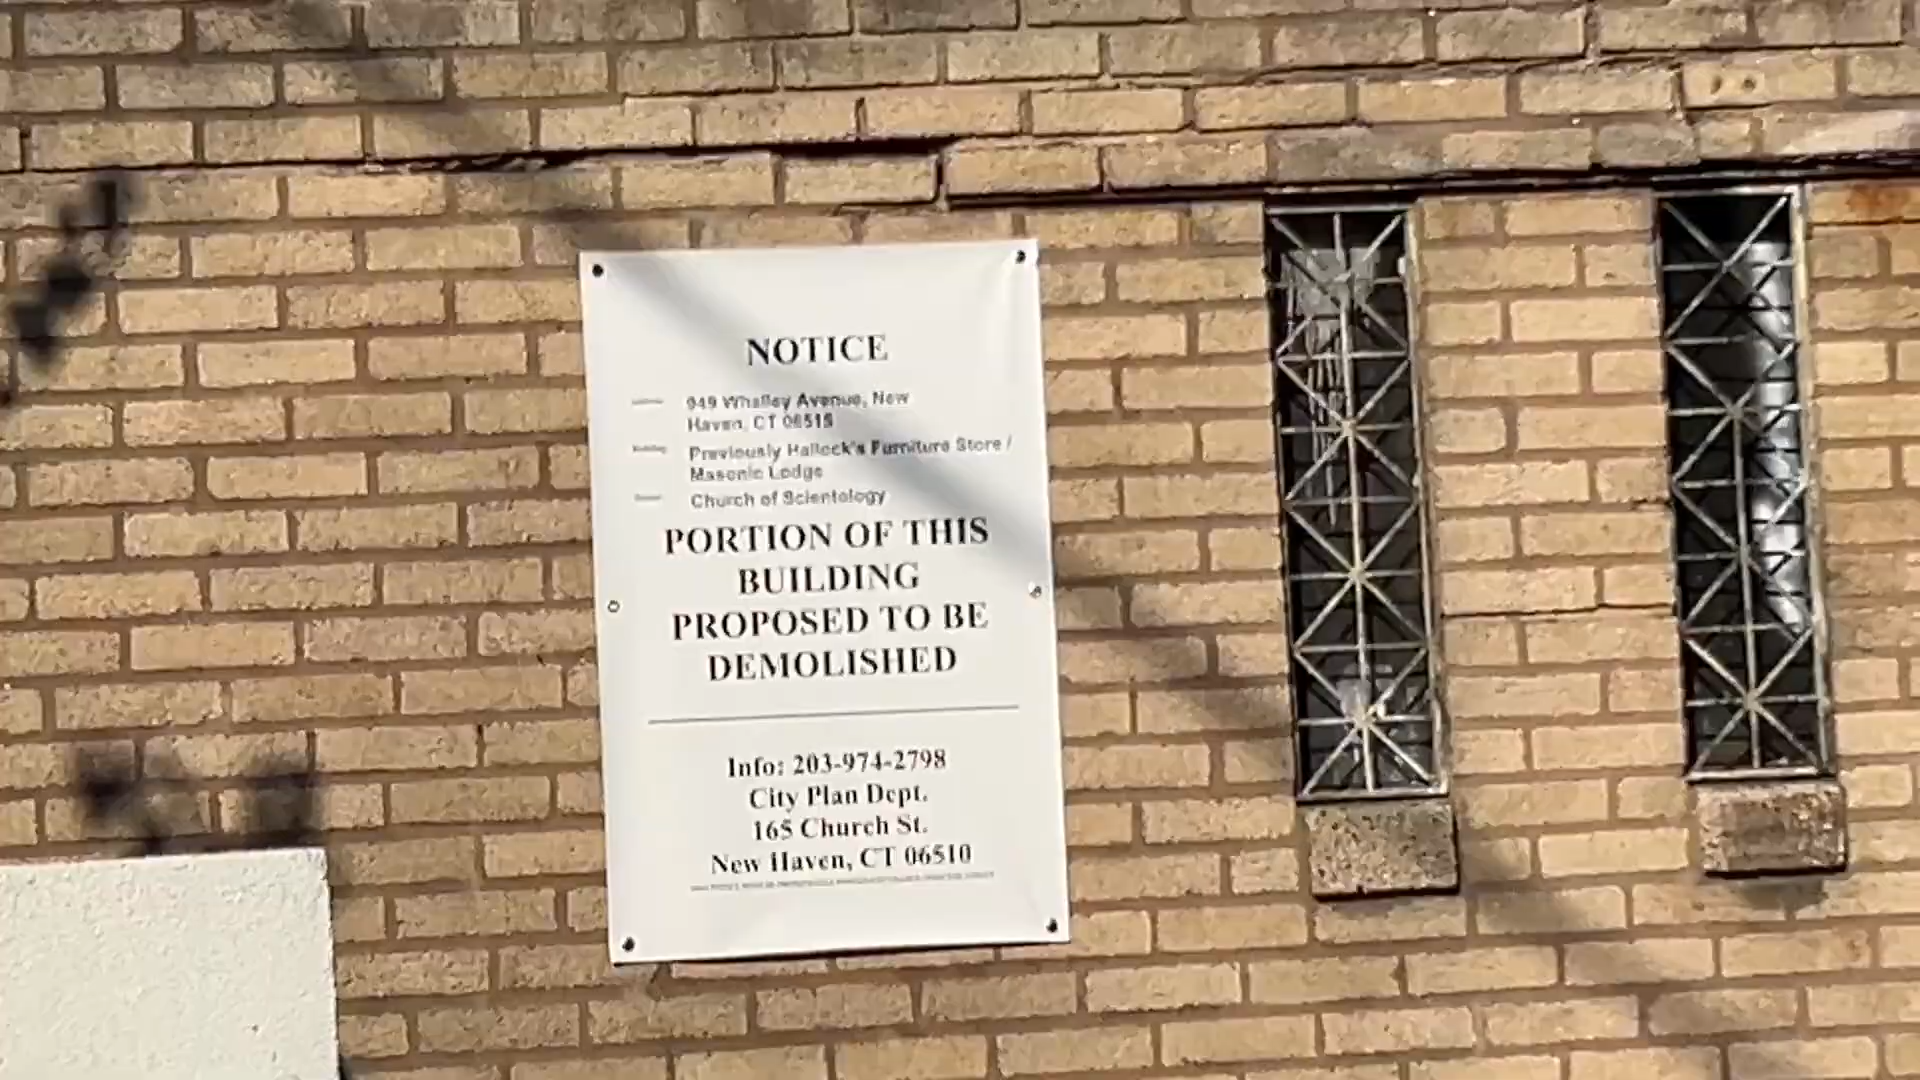 NOTICE
949 Whalley Avenue, New
Haven, CT 06515
Previously Hallock's Furniture Store /
Masonic Lodge
Church of Scientology
PORTION OF THIS
BUILDING
PROPOSED TO BE
DEMOLISHED
Info: 203-974-2798
City Plan Dept.
165 Church St.
New Haven, CT 06510